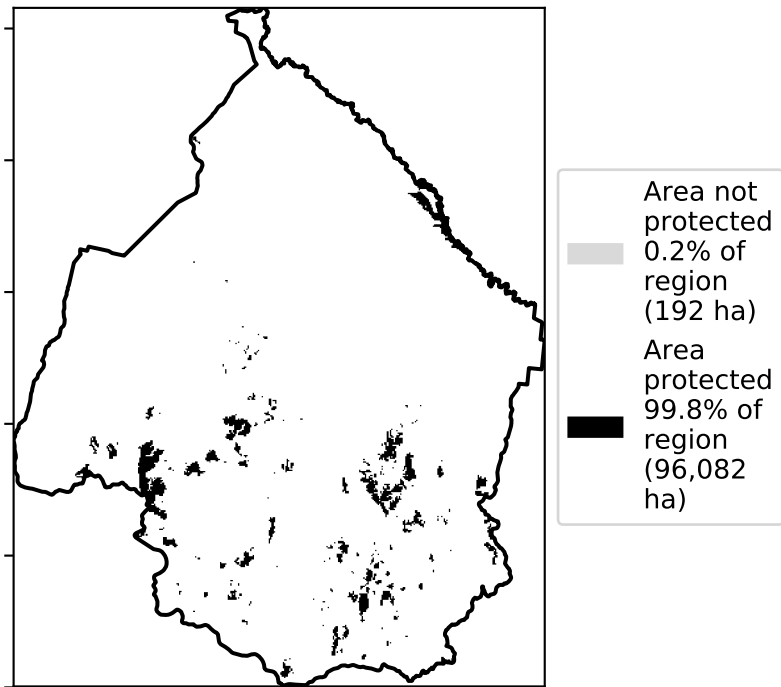 Area not
protected
0.2% of
region
(192 ha)
Area
protected
99.8% of
region
(96,082
ha)